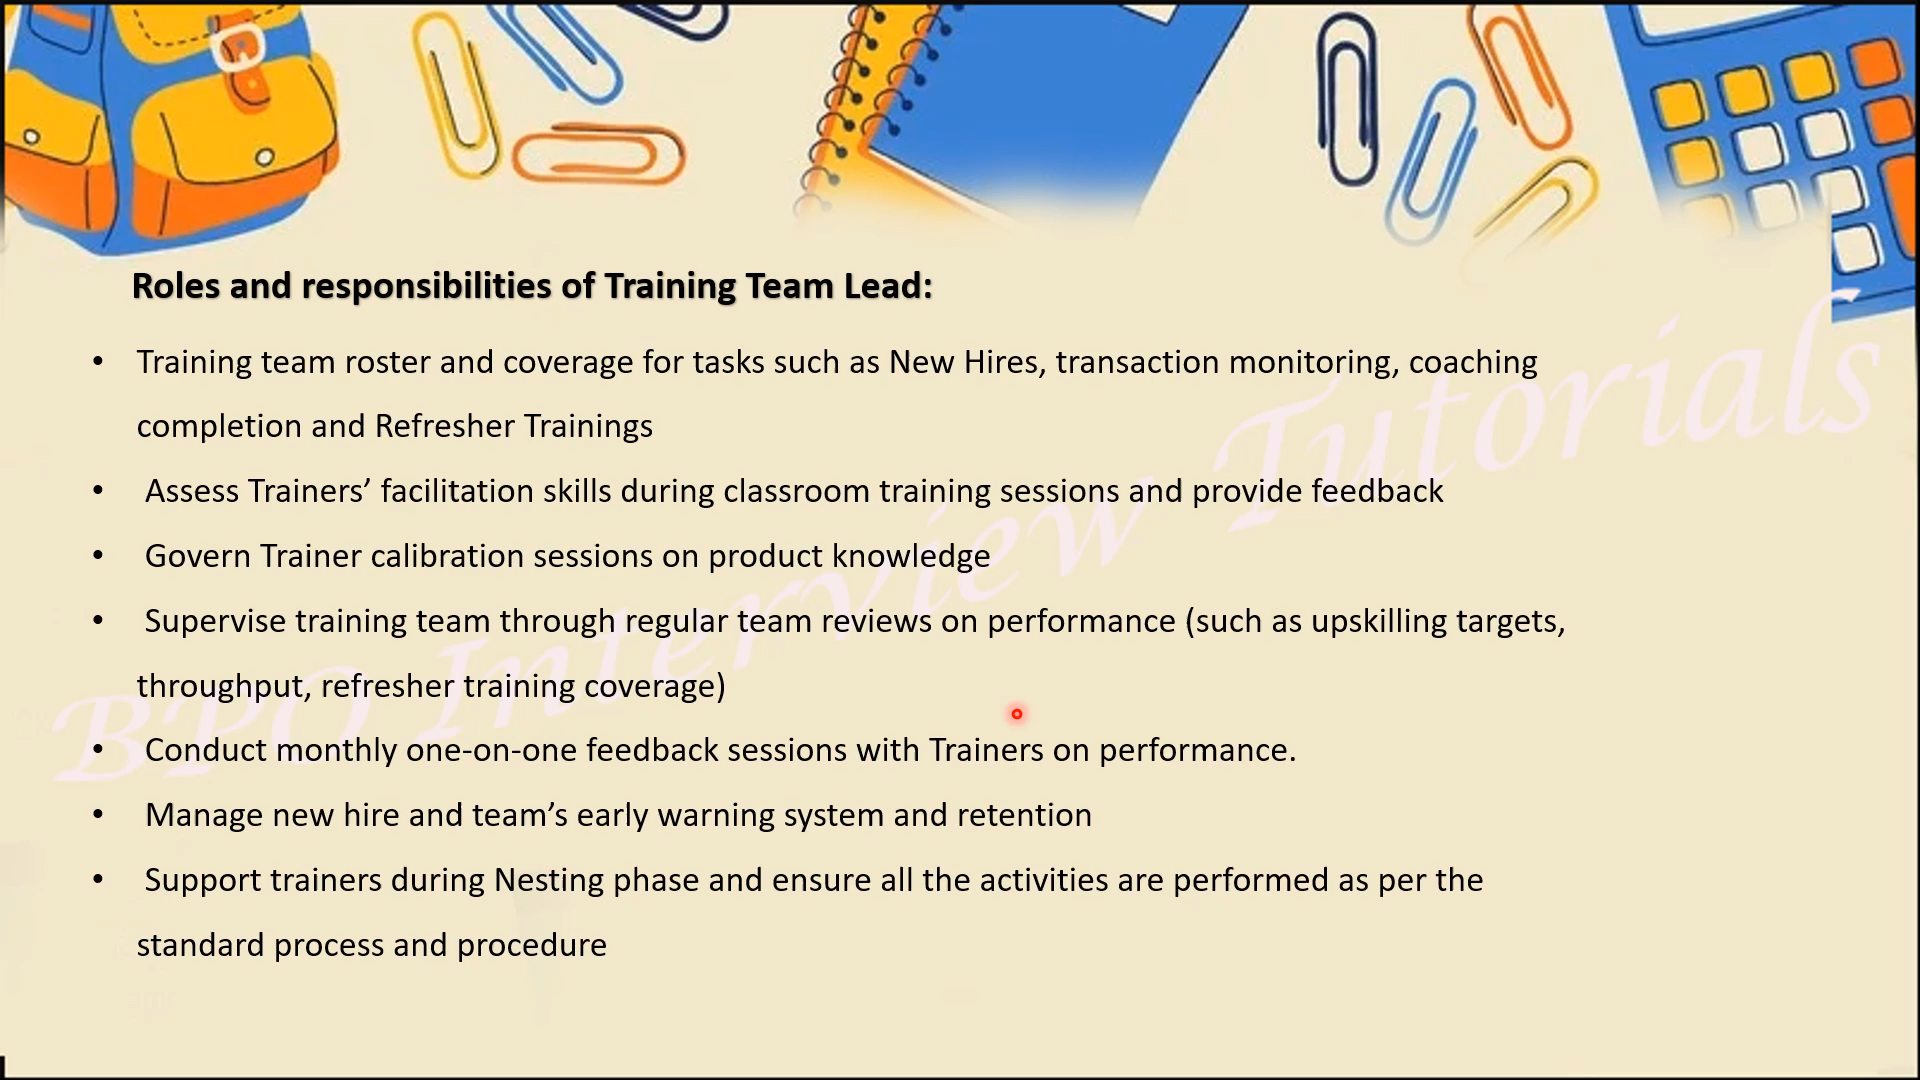 Roles and responsibilities of Training Team Lead:
• Training team roster and coverage for tasks such as New Hires, transaction monitoring, coaching
completion and Refresher Trainings
• Assess Trainers’ facilitation skills during classroom training sessions and provide feedback
• Govern Trainer calibration sessions on product knowledge
• Supervise training team through regular team reviews on performance (such as upskilling targets,
throughput, refresher training coverage)
• Conduct monthly one-on-one feedback sessions with Trainers on performance.
• Manage new hire and team’s early warning system and retention
• Support trainers during Nesting phase and ensure all the activities are performed as per the
standard process and procedure
BPO Interview Tutorials